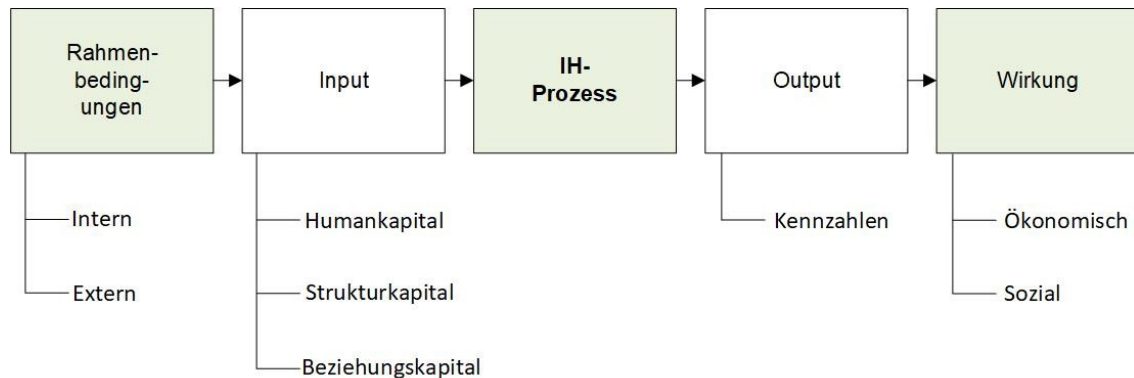 Rahmen-
beding-
ungen
Input
IH-
Prozess
Output
Wirkung
Intern
Extern
Humankapital
Strukturkapital
Beziehungskapital
Kennzahlen
Ökonomisch
Sozial